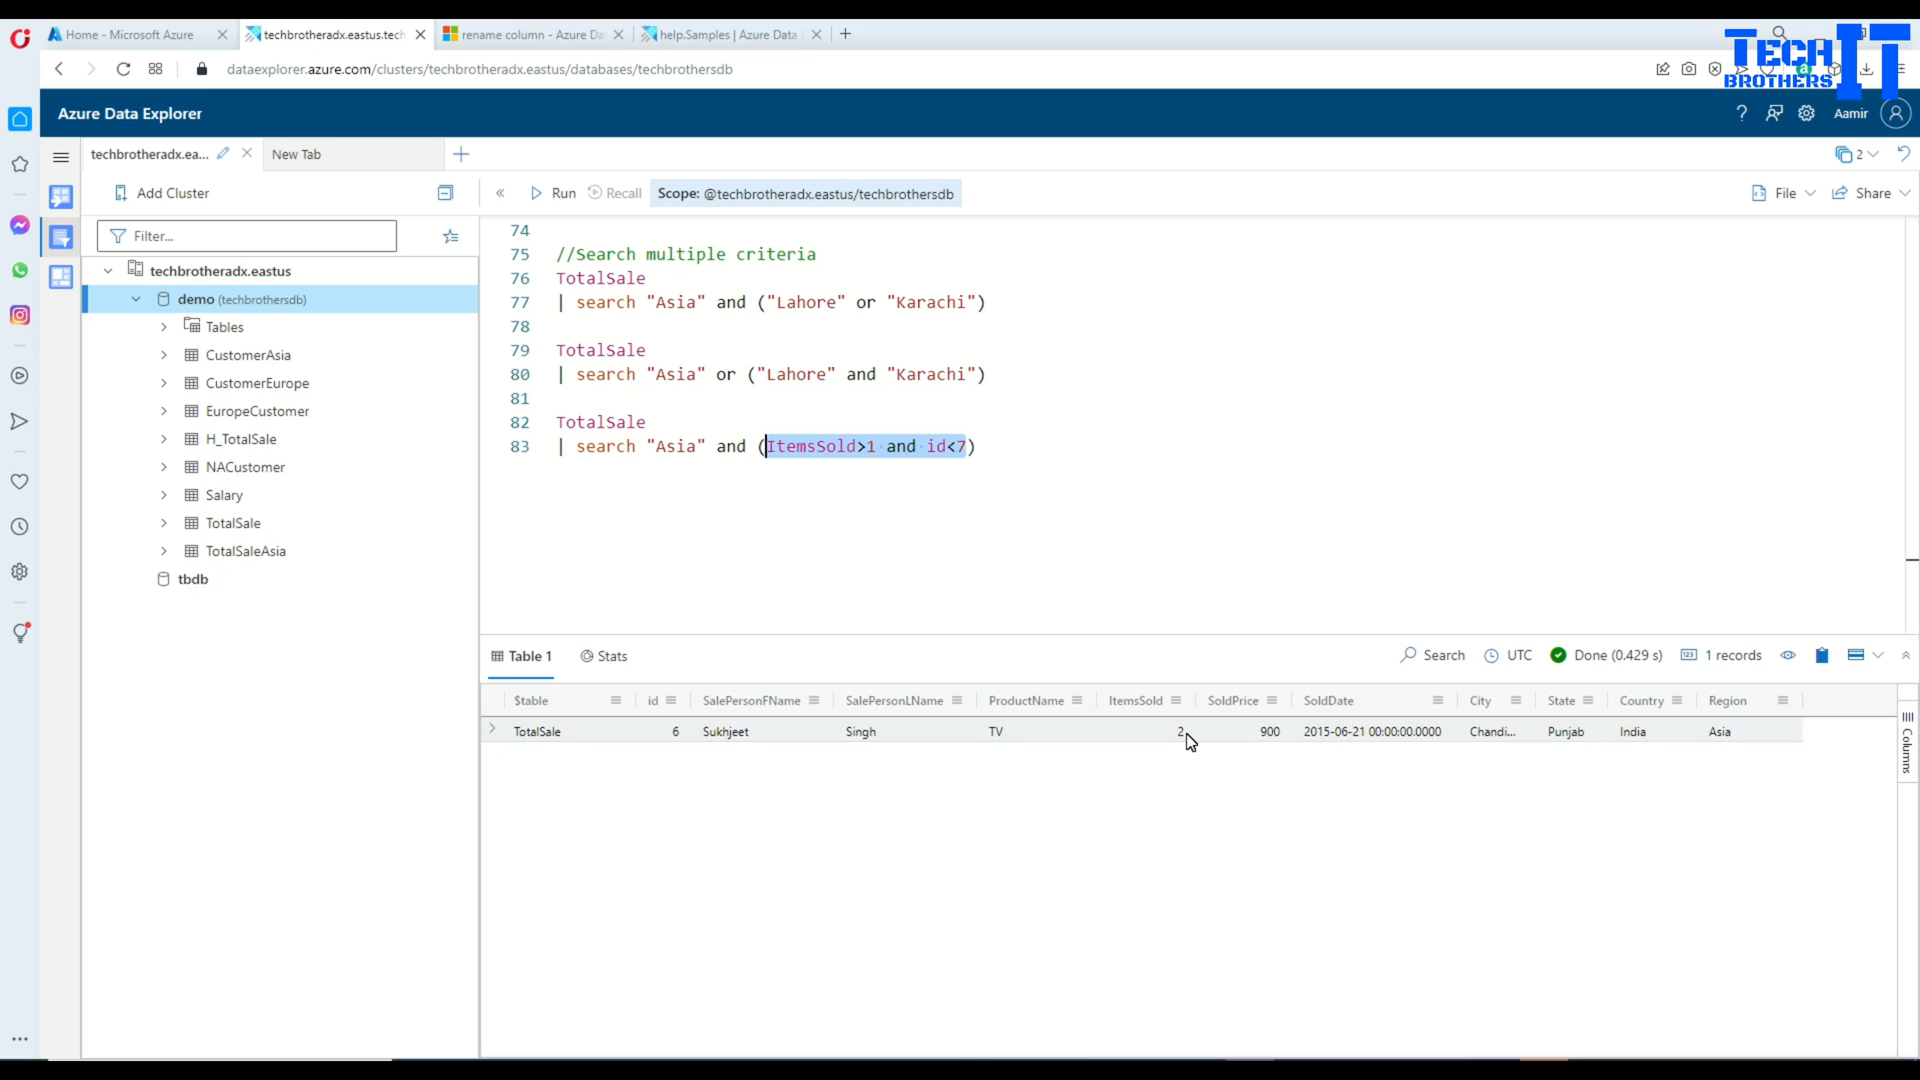 Home - Microsoft Azure
techbrotheradx.eastus.tech
rename column - Azure Da
help.Samples | Azure Data
TECH
BROTHERS
IT
dataexplorer.azure.com/clusters/techbrotheradx.eastus/databases/techbrothersdb
Azure Data Explorer
Aamir
techbrotheradx.ea...
New Tab
2
Add Cluster
Run
Recall
Scope: @techbrotheradx.eastus/techbrothersdb
File
Share
Filter...
techbrotheradx.eastus
demo (techbrothersdb)
Tables
CustomerAsia
CustomerEurope
EuropeCustomer
H_TotalSale
NACustomer
Salary
TotalSale
TotalSaleAsia
tbdb
74
75 //Search multiple criteria
76 TotalSale
77 | search "Asia" and ("Lahore" or "Karachi")
78
79 TotalSale
80 | search "Asia" or ("Lahore" and "Karachi")
81
82 TotalSale
83 | search "Asia" and (ItemsSold>1 and id<7)
Table 1
Stats
Search
UTC
Done (0.429 s)
1 records
$table id SalePersonFName SalePersonLName ProductName ItemsSold SoldPrice SoldDate City State Country Region
TotalSale 6 Sukhjeet Singh TV 2 900 2015-06-21 00:00:00.0000 Chandi... Punjab India Asia
Columns